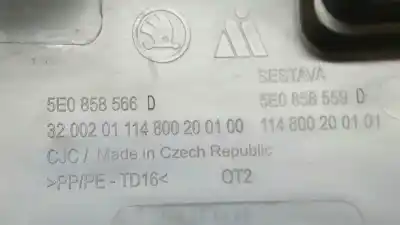 SESTAVA
5E0 858 566 D 5E0 858 559 D
32 002 01 114 800 20 01 00 114 800 20 01 01
CJC / Made in Czech Republic
>PP/PE - TD16< OT2